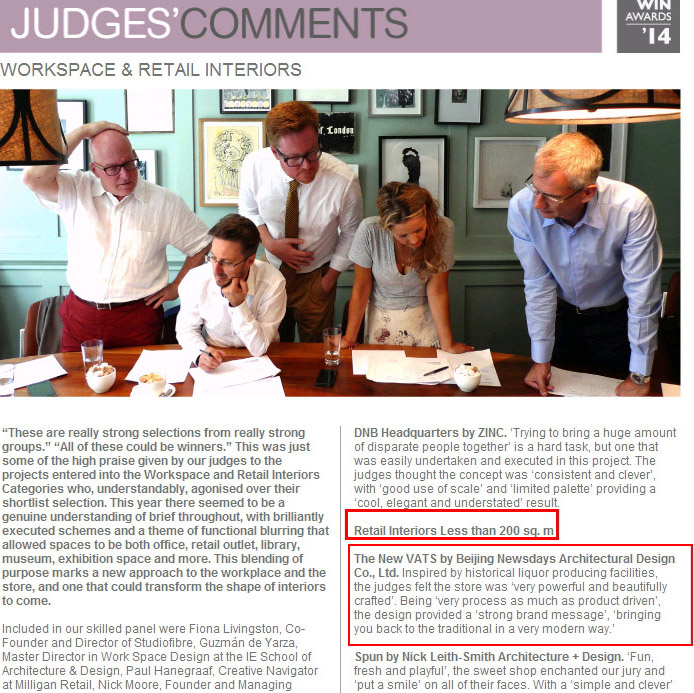 JUDGES'COMMENTS
WIN
AWARDS
'14
WORKSPACE & RETAIL INTERIORS
f, London
“These are really strong selections from really strong
groups.” “All of these could be winners.” This was just
some of the high praise given by our judges to the
projects entered into the Workspace and Retail Interiors
Categories who, understandably, agonised over their
shortlist selection. This year there seemed to be a
genuine understanding of brief throughout, with brilliantly
executed schemes and a theme of functional blurring that
allowed spaces to be both office, retail outlet, library,
museum, exhibition space and more. This blending of
purpose marks a new approach to the workplace and the
store, and one that could transform the shape of interiors
to come.
Included in our skilled panel were Fiona Livingston, Co-
Founder and Director of Studiofibre, Guzmán de Yarza,
Master Director in Work Space Design at the IE School of
Architecture & Design, Paul Hanegraaf, Creative Navigator
at Milligan Retail, Nick Moore, Founder and Managing
DNB Headquarters by ZINC. ‘Trying to bring a huge amount
of disparate people together’ is a hard task, but one that
was easily undertaken and executed in this project. The
judges thought the concept was ‘consistent and clever’,
with ‘good use of scale’ and ‘limited palette’ providing a
‘cool, elegant and understated’ result.
Retail Interiors Less than 200 sq. m
The New VATS by Beijing Newsdays Architectural Design
Co., Ltd. Inspired by historical liquor producing facilities,
the judges felt the store was ‘very powerful and beautifully
crafted’. Being ‘very process as much as product driven’,
the design provided a ‘strong brand message’, ‘bringing
you back to the traditional in a very modern way.’
Spun by Nick Leith-Smith Architecture + Design. ‘Fun,
fresh and playful’, the sweet shop enchanted our jury and
‘put a smile’ on all of their faces. With a ‘simple and clever’